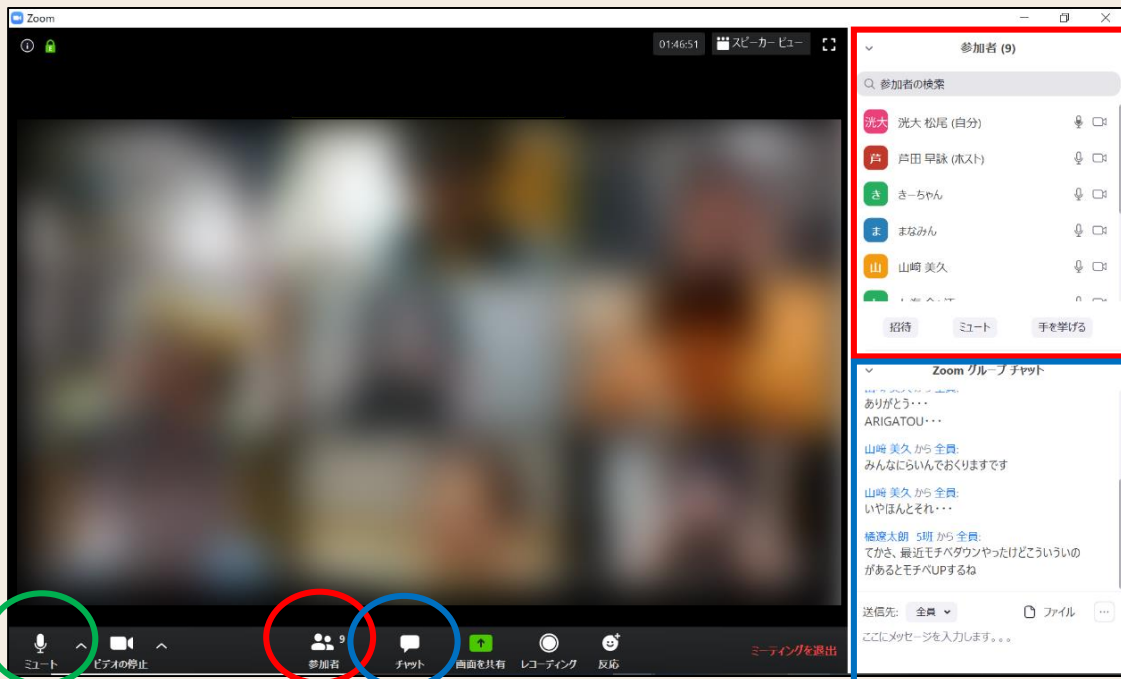 Zoom
01:46:51 スピーカー ビュー
参加者 (9)
参加者の検索
洸大 洸大 松尾 (自分)
芦 芦田 早詠 (ホスト)
き きーちゃん
ま まなみん
山 山﨑 美久
招待 ミュート 手を挙げる
Zoom グループ チャット
ありがとう・・・
ARIGATOU・・・
山﨑 美久 から 全員:
みんなにらいんでおくりますです
山﨑 美久 から 全員:
いやほんとそれ・・・
橘遼太朗 5班 から 全員:
てかさ、最近モチベダウンやったけどこういういの
があるとモチベUPするね
送信先: 全員 ファイル
ここにメッセージを入力します。。。
ミュート ビデオの停止 9 参加者 チャット 画面を共有 レコーディング 反応 ミーティングを退出